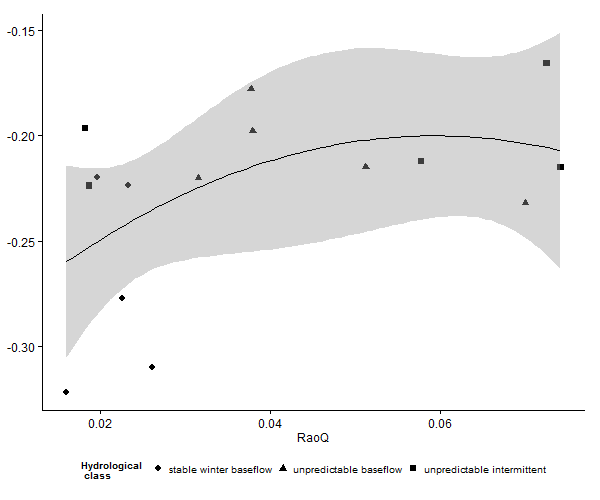 -0.15
-0.20
-0.25
-0.30
0.02 0.04 0.06
RaoQ
Hydrological
class
stable winter baseflow unpredictable baseflow unpredictable intermittent